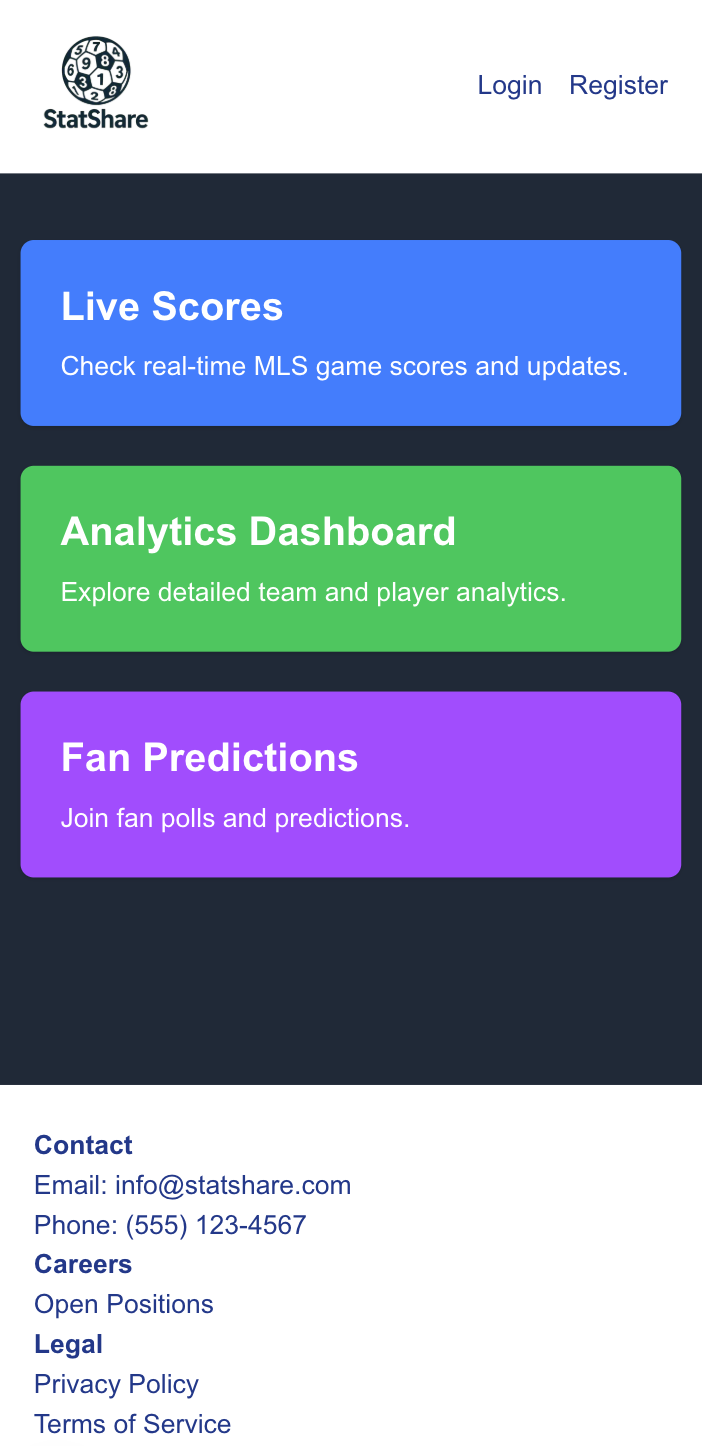 StatShare
Login Register
Live Scores
Check real-time MLS game scores and updates.
Analytics Dashboard
Explore detailed team and player analytics.
Fan Predictions
Join fan polls and predictions.
Contact
Email: info@statshare.com
Phone: (555) 123-4567
Careers
Open Positions
Legal
Privacy Policy
Terms of Service